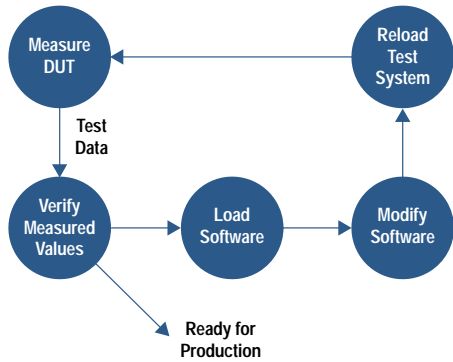 Measure
DUT
Reload
Test
System
Test
Data
Verify
Measured
Values
Load
Software
Modify
Software
Ready for
Production